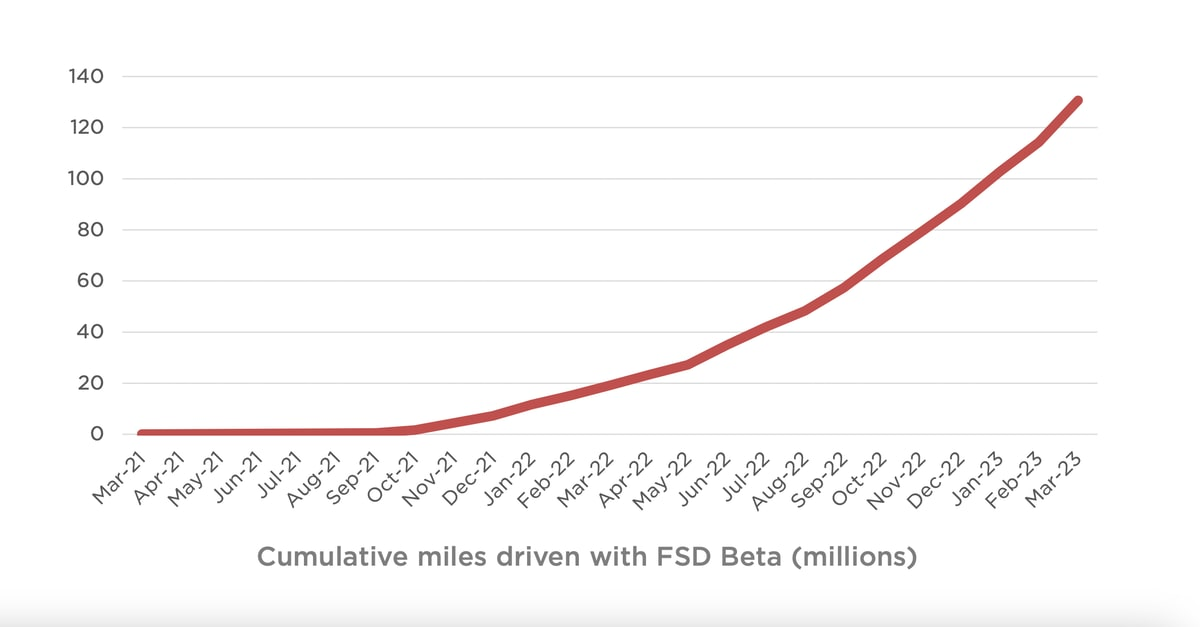 140
120
100
80
60
40
20
0
Mar-21
Apr-21
May-21
Jun-21
Jul-21
Aug-21
Sep-21
Oct-21
Nov-21
Dec-21
Jan-22
Feb-22
Mar-22
Apr-22
May-22
Jun-22
Jul-22
Aug-22
Sep-22
Oct-22
Nov-22
Dec-22
Jan-23
Feb-23
Mar-23
Cumulative miles driven with FSD Beta (millions)